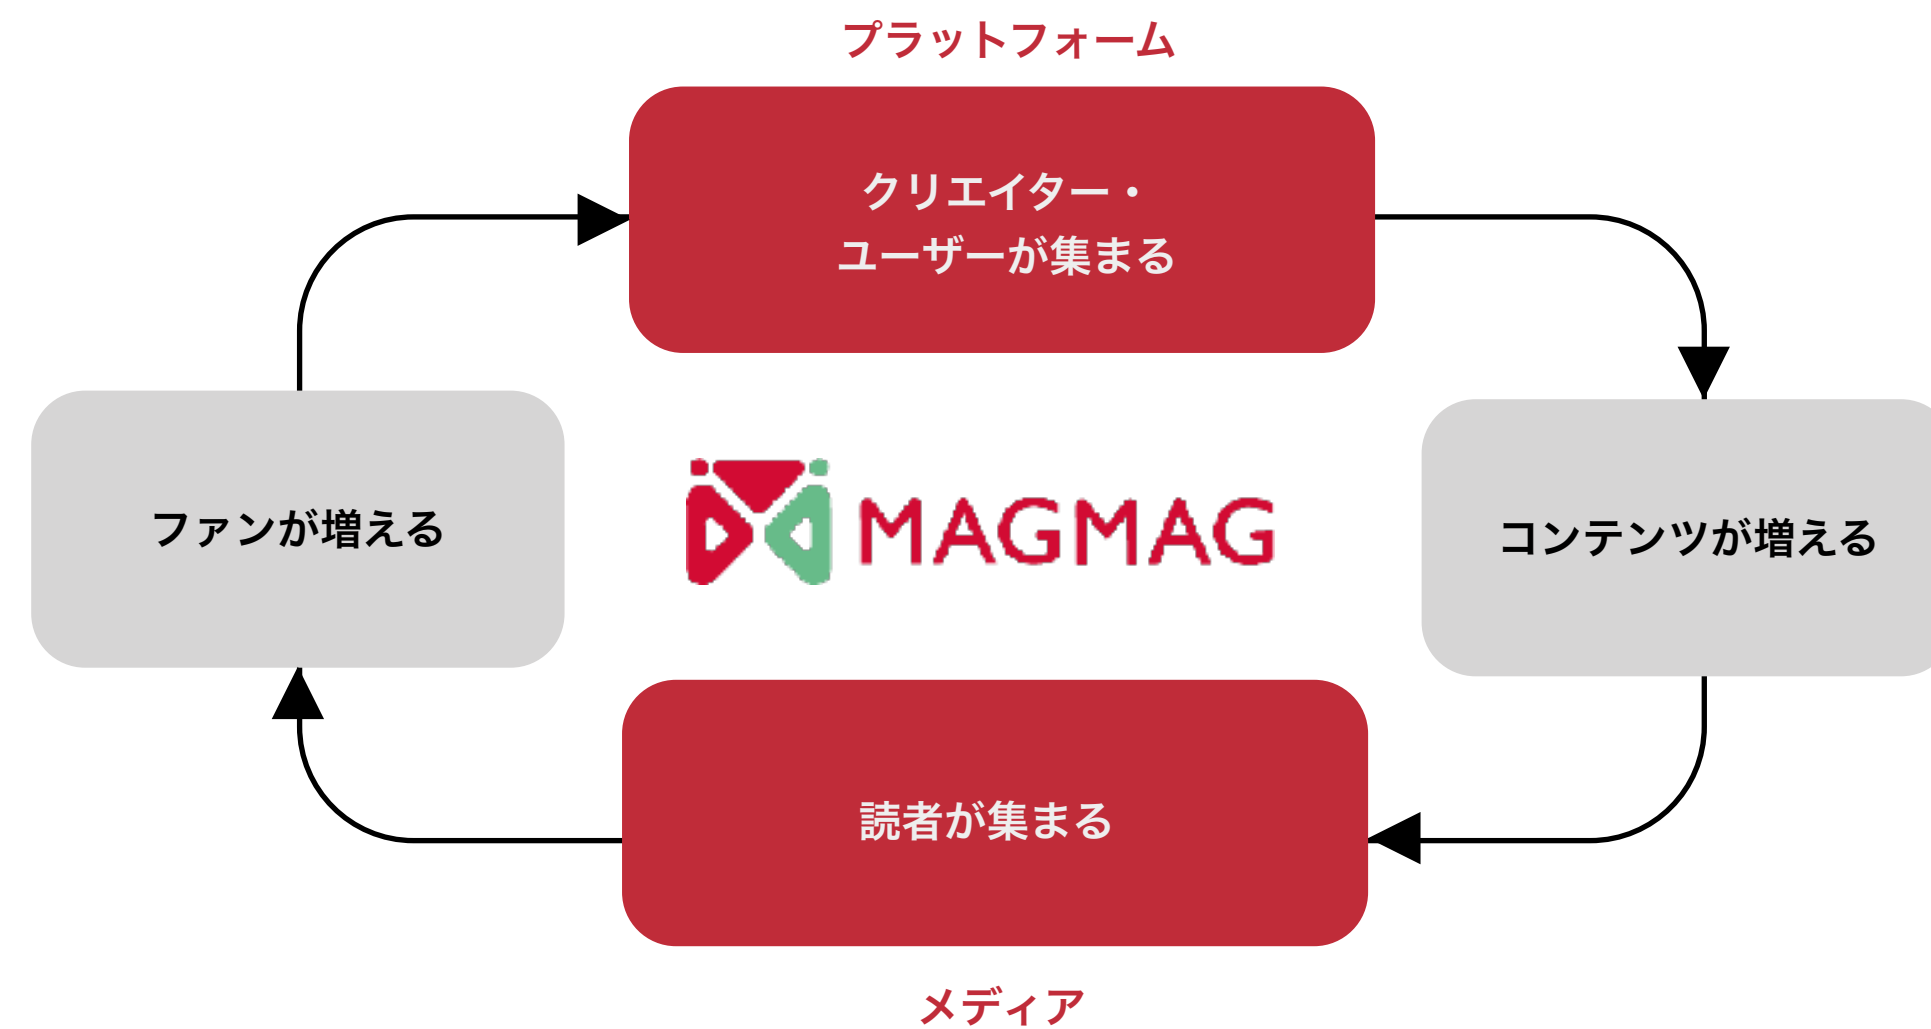 プラットフォーム
クリエイター・
ユーザーが集まる
ファンが増える
MAGMAG
コンテンツが増える
読者が集まる
メディア